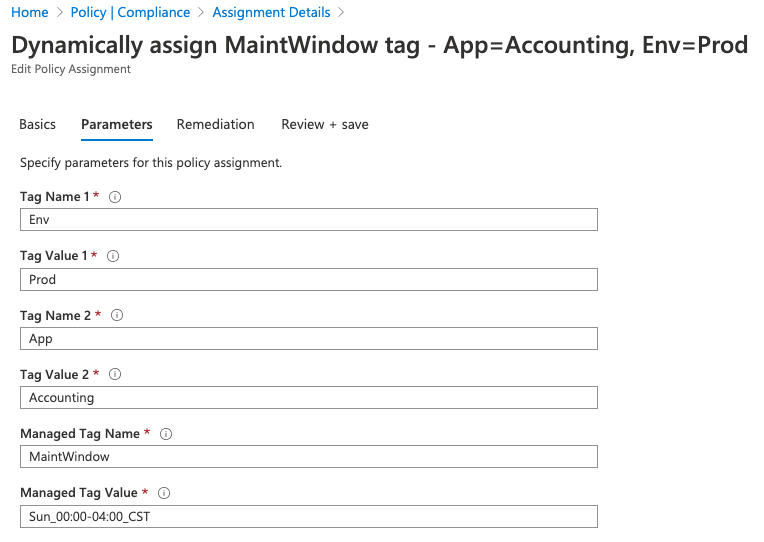 Home > Policy | Compliance > Assignment Details >
Dynamically assign MaintWindow tag - App=Accounting, Env=Prod
Edit Policy Assignment
Basics Parameters Remediation Review + save
Specify parameters for this policy assignment.
Tag Name 1 *
Env
Tag Value 1 *
Prod
Tag Name 2 *
App
Tag Value 2 *
Accounting
Managed Tag Name *
MaintWindow
Managed Tag Value *
Sun_00:00-04:00_CST